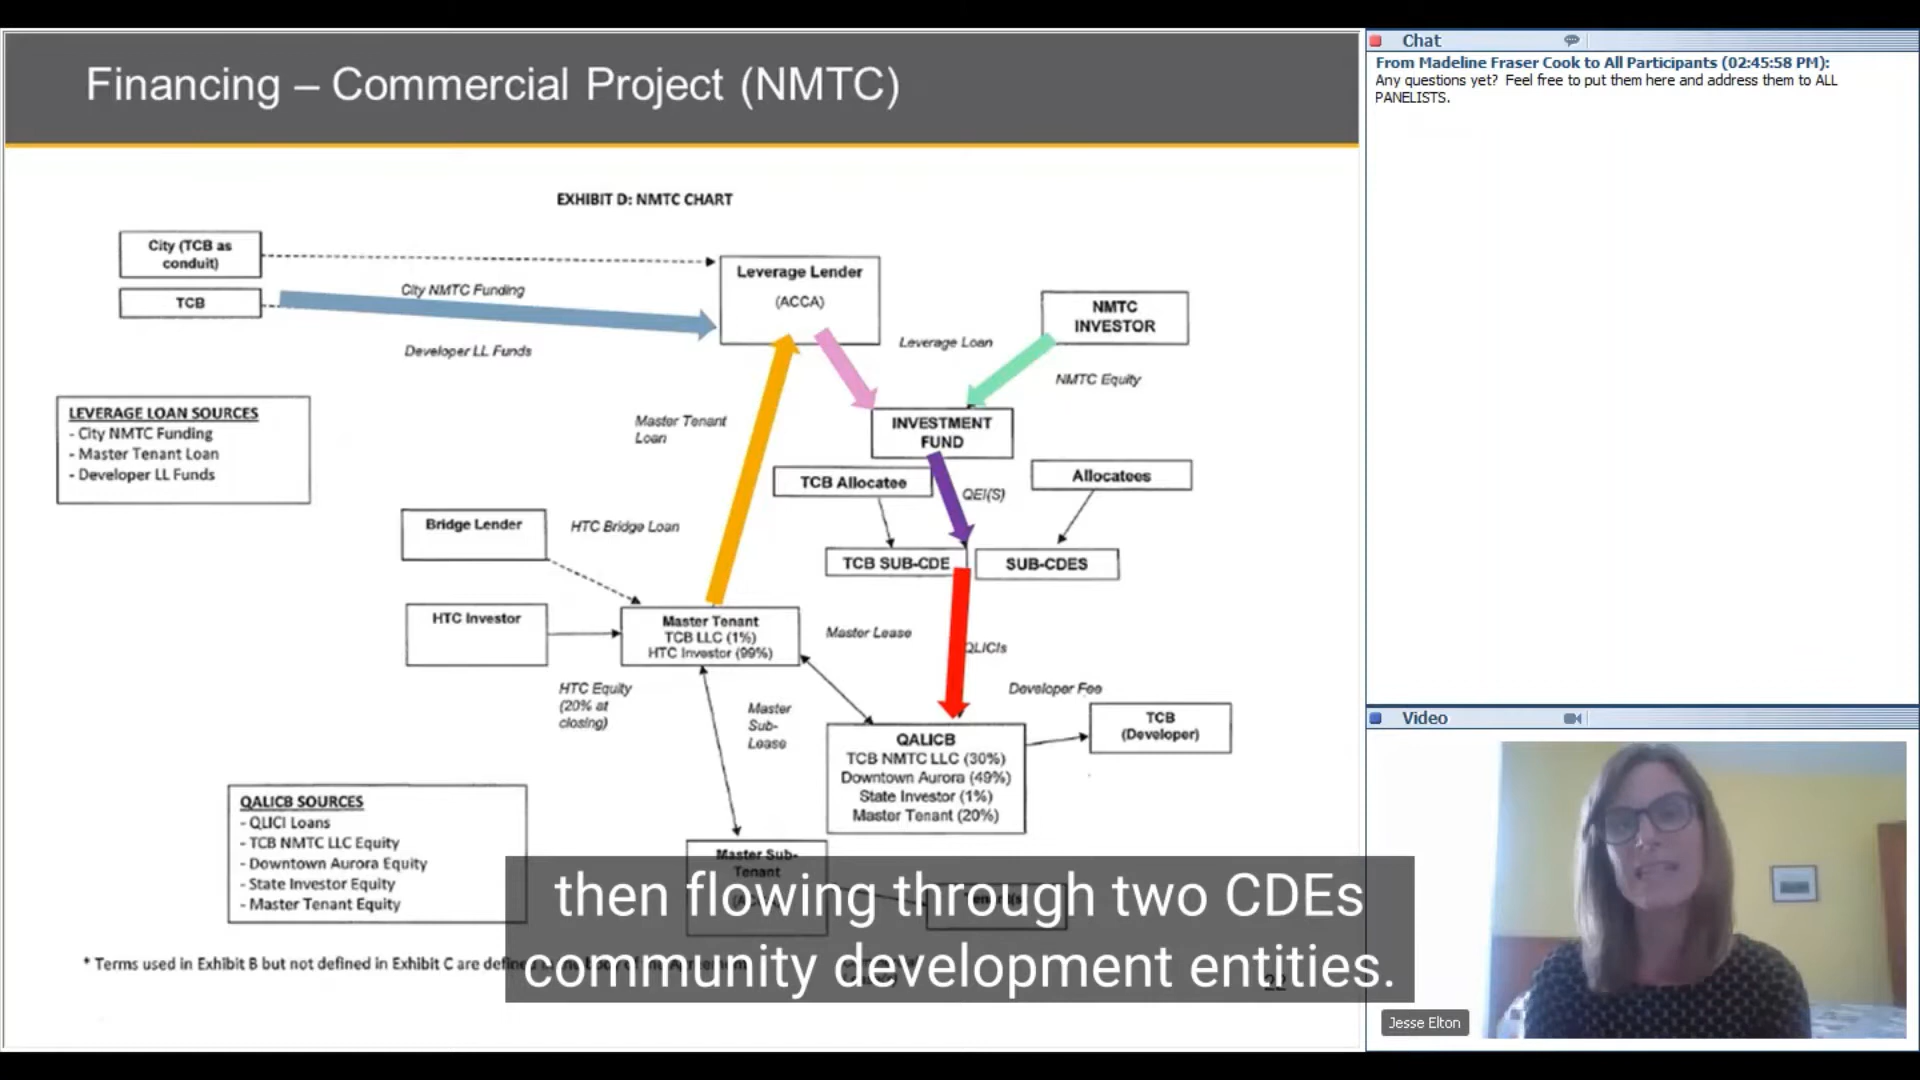 Financing – Commercial Project (NMTC)
EXHIBIT D: NMTC CHART
City (TCB as
conduit)
TCB
City NMTC Funding
Developer LL Funds
Leverage Lender
(ACCA)
Leverage Loan
NMTC
INVESTOR
NMTC Equity
LEVERAGE LOAN SOURCES
- City NMTC Funding
- Master Tenant Loan
- Developer LL Funds
Master Tenant
Loan
INVESTMENT
FUND
TCB Allocatee
QEI(S)
Allocatees
Bridge Lender
HTC Bridge Loan
TCB SUB-CDE
SUB-CDES
HTC Investor
Master Tenant
TCB LLC (1%)
HTC Investor (99%)
Master Lease
QLICIs
HTC Equity
(20% at
closing)
Master
Sub-
Lease
Developer Fee
TCB
(Developer)
QALICB
TCB NMTC LLC (30%)
Downtown Aurora (49%)
State Investor (1%)
Master Tenant (20%)
QALICB SOURCES
- QLICI Loans
- TCB NMTC LLC Equity
- Downtown Aurora Equity
- State Investor Equity
- Master Tenant Equity
Master Sub-
Tenant
* Terms used in Exhibit B but not defined in Exhibit C are defined
22
then flowing through two CDEs
community development entities.
Chat
From Madeline Fraser Cook to All Participants (02:45:58 PM):
Any questions yet? Feel free to put them here and address them to ALL
PANELISTS.
Video
Jesse Elton